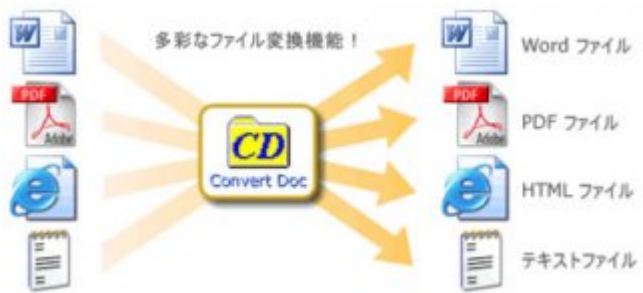 多彩なファイル変換機能！
W
W
Word ファイル
PDF
Adobe
PDF
Adobe
PDF ファイル
CD
Convert Doc
HTML ファイル
テキストファイル